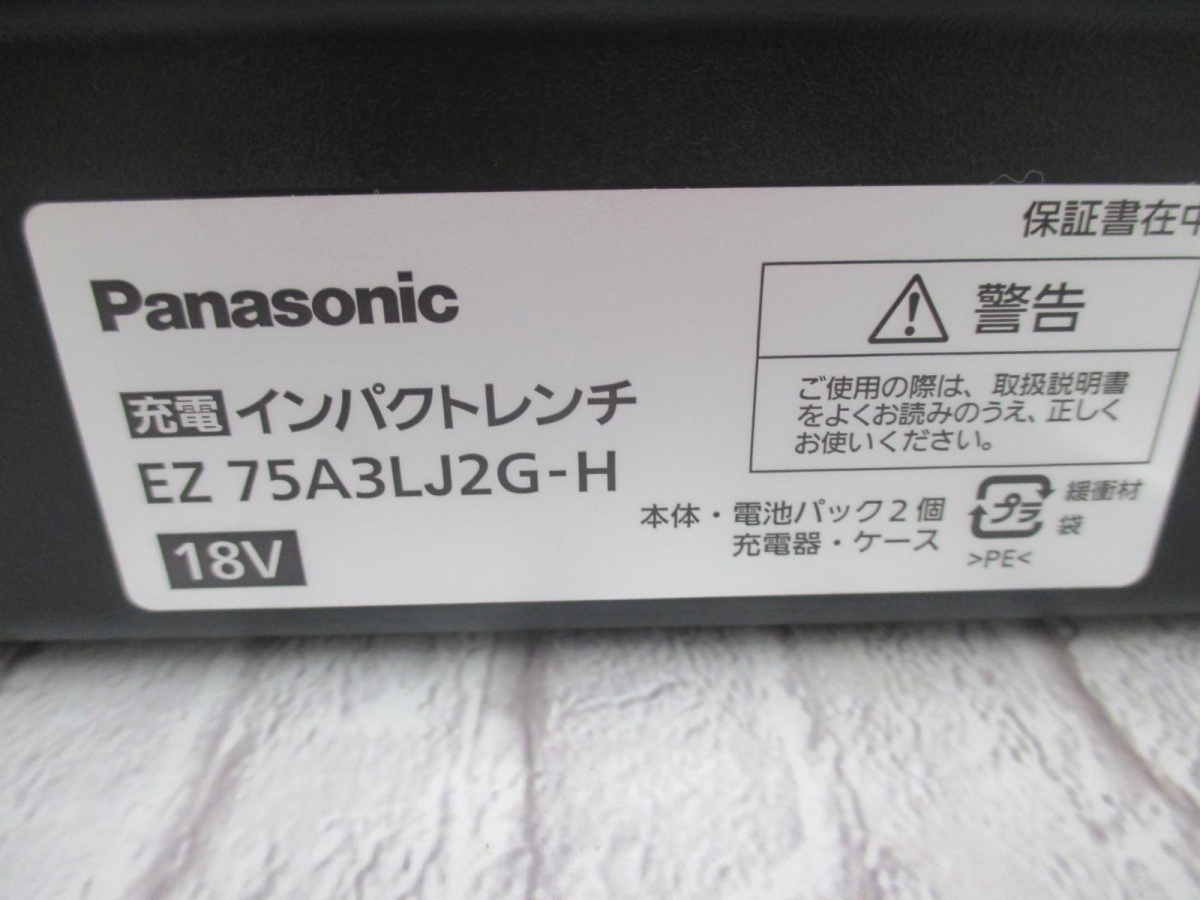 保証書在中
Panasonic
充電 インパクトレンチ
EZ 75A3LJ2G-H
18V
警告
ご使用の際は、取扱説明書
をよくお読みのうえ、正しく
お使いください。
本体・電池パック2個
充電器・ケース
プラ
緩衝材
袋
>PE<